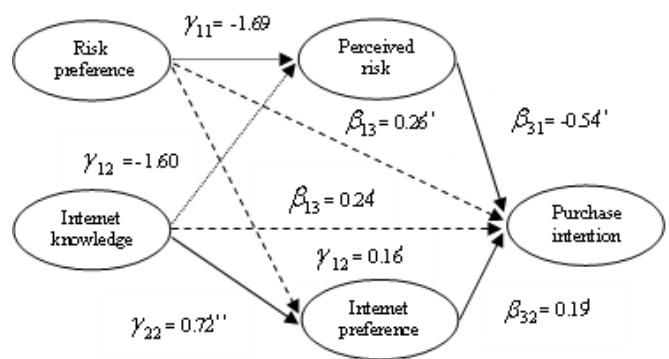 γ11 = -1.69
Risk
preference
Perceived
risk
β13 = 0.26''
β31 = -0.54''
γ12 = -1.60
β13 = 0.24'
Internet
knowledge
Purchase
intention
γ12 = 0.16'
γ22 = 0.72''
Internet
preference
β32 = 0.19'